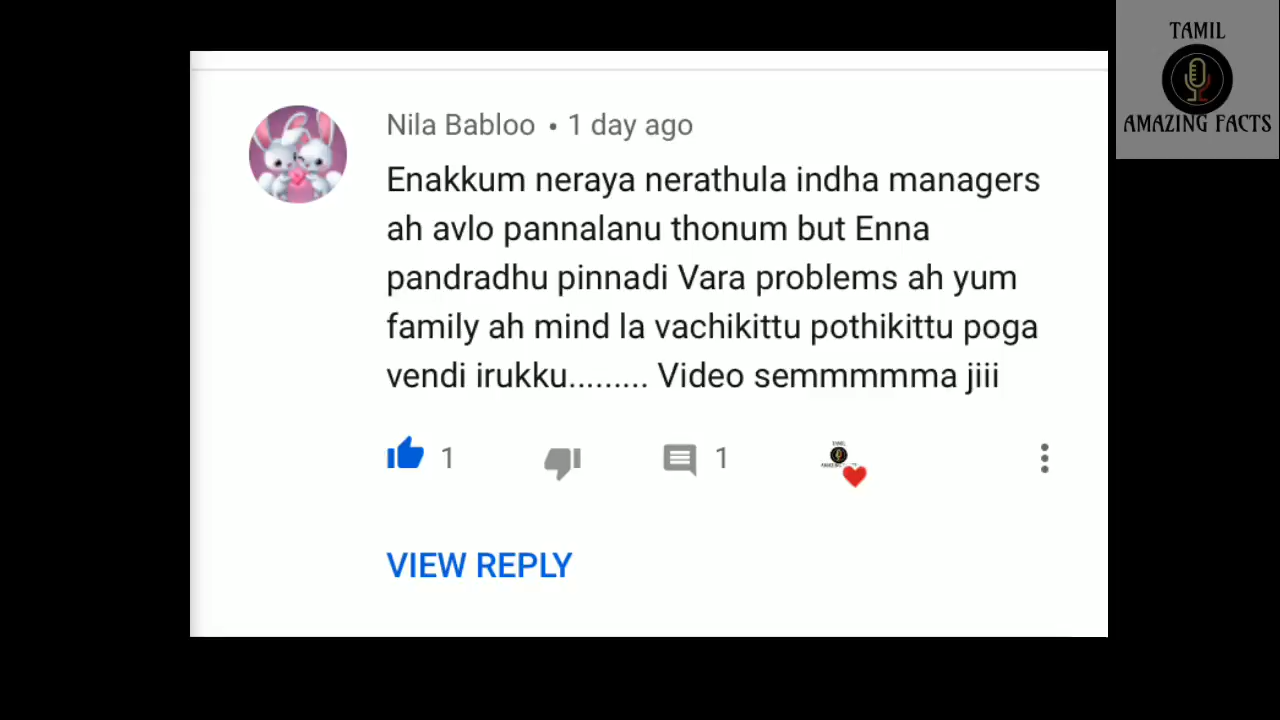 TAMIL
AMAZING FACTS
Nila Babloo • 1 day ago
Enakkum neraya nerathula indha managers
ah avlo pannalanu thonum but Enna
pandradhu pinnadi Vara problems ah yum
family ah mind la vachikittu pothikittu poga
vendi irukku......... Video semmmmma jiii
1
1
VIEW REPLY